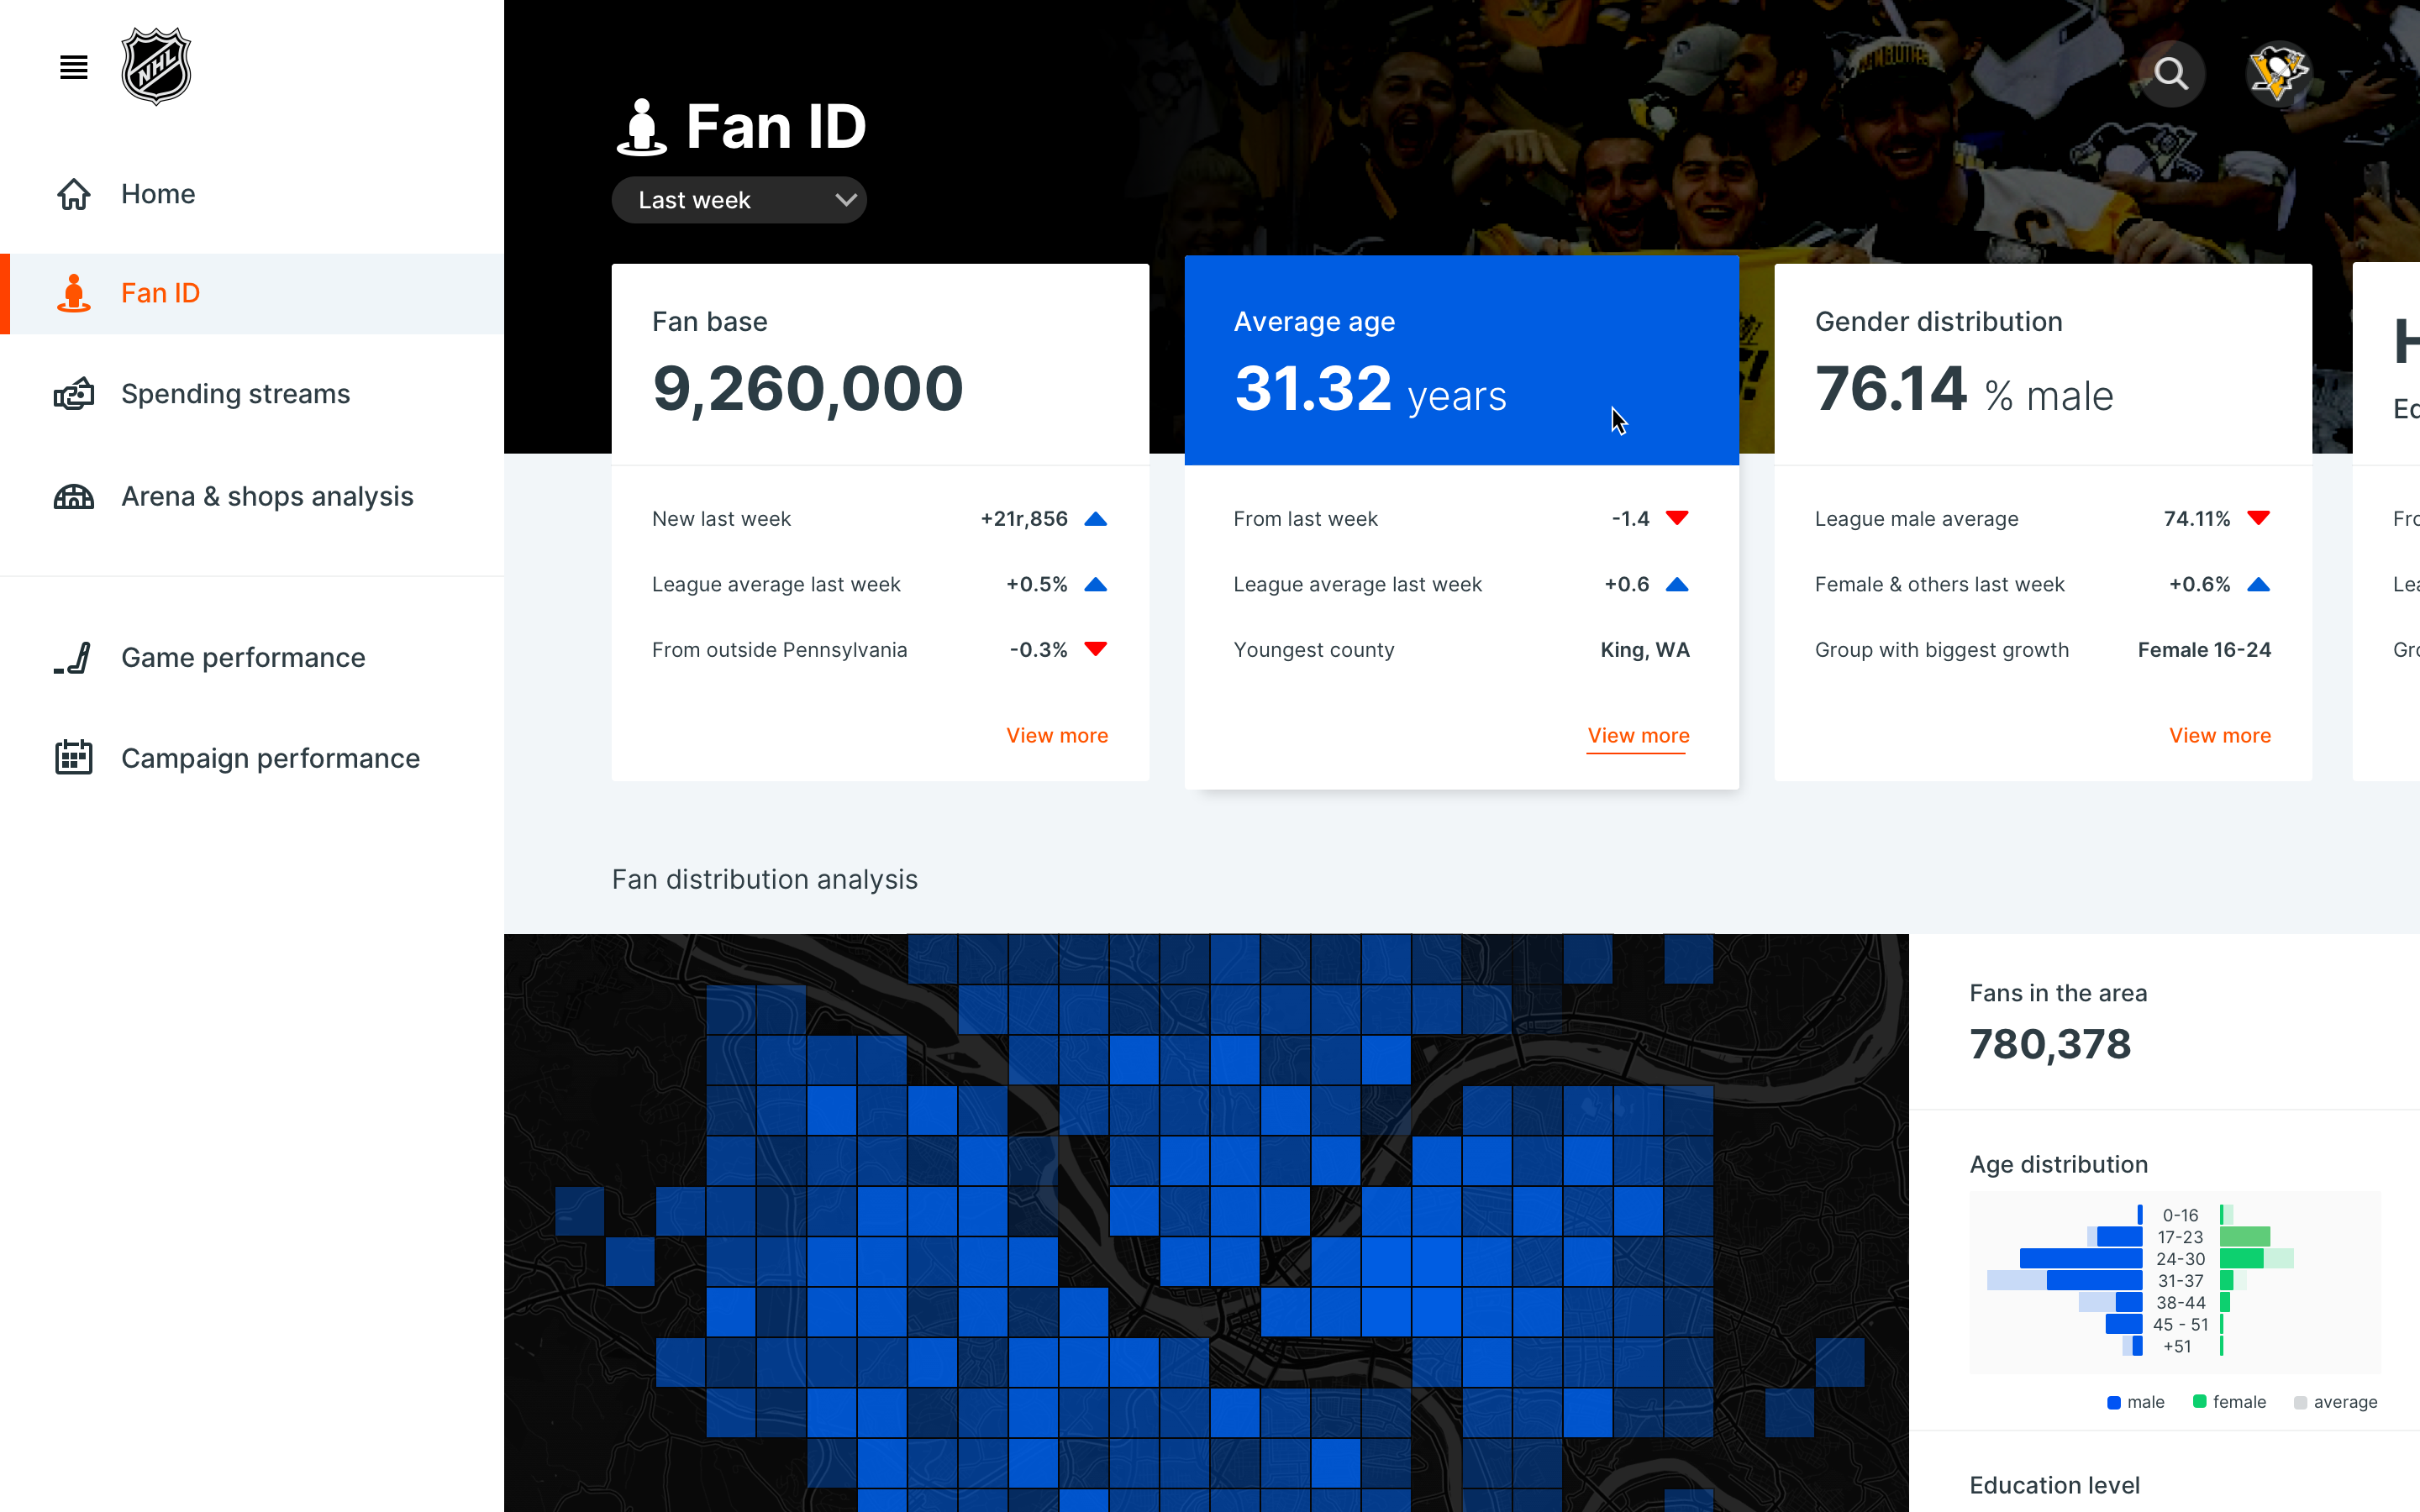 NHL
Home
Fan ID
Spending streams
Arena & shops analysis
Game performance
Campaign performance
Fan ID
Last week
Fan base
9,260,000
New last week +21r,856
League average last week +0.5%
From outside Pennsylvania -0.3%
View more
Average age
31.32 years
From last week -1.4
League average last week +0.6
Youngest county King, WA
View more
Gender distribution
76.14 % male
League male average 74.11%
Female & others last week +0.6%
Group with biggest growth Female 16-24
View more
Fan distribution analysis
Fans in the area
780,378
Age distribution
0-16
17-23
24-30
31-37
38-44
45 - 51
+51
male female average
Education level